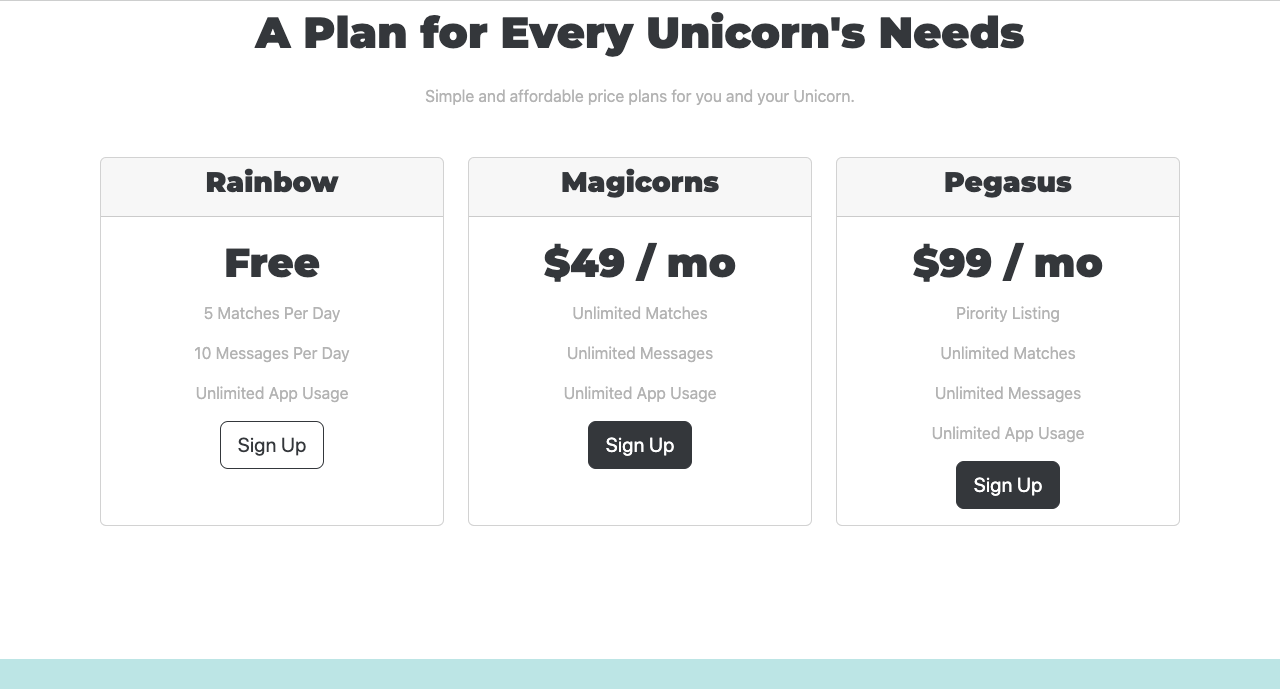 A Plan for Every Unicorn's Needs
Simple and affordable price plans for you and your Unicorn.
Rainbow
Free
5 Matches Per Day
10 Messages Per Day
Unlimited App Usage
Sign Up
Magicorns
$49 / mo
Unlimited Matches
Unlimited Messages
Unlimited App Usage
Sign Up
Pegasus
$99 / mo
Pirority Listing
Unlimited Matches
Unlimited Messages
Unlimited App Usage
Sign Up